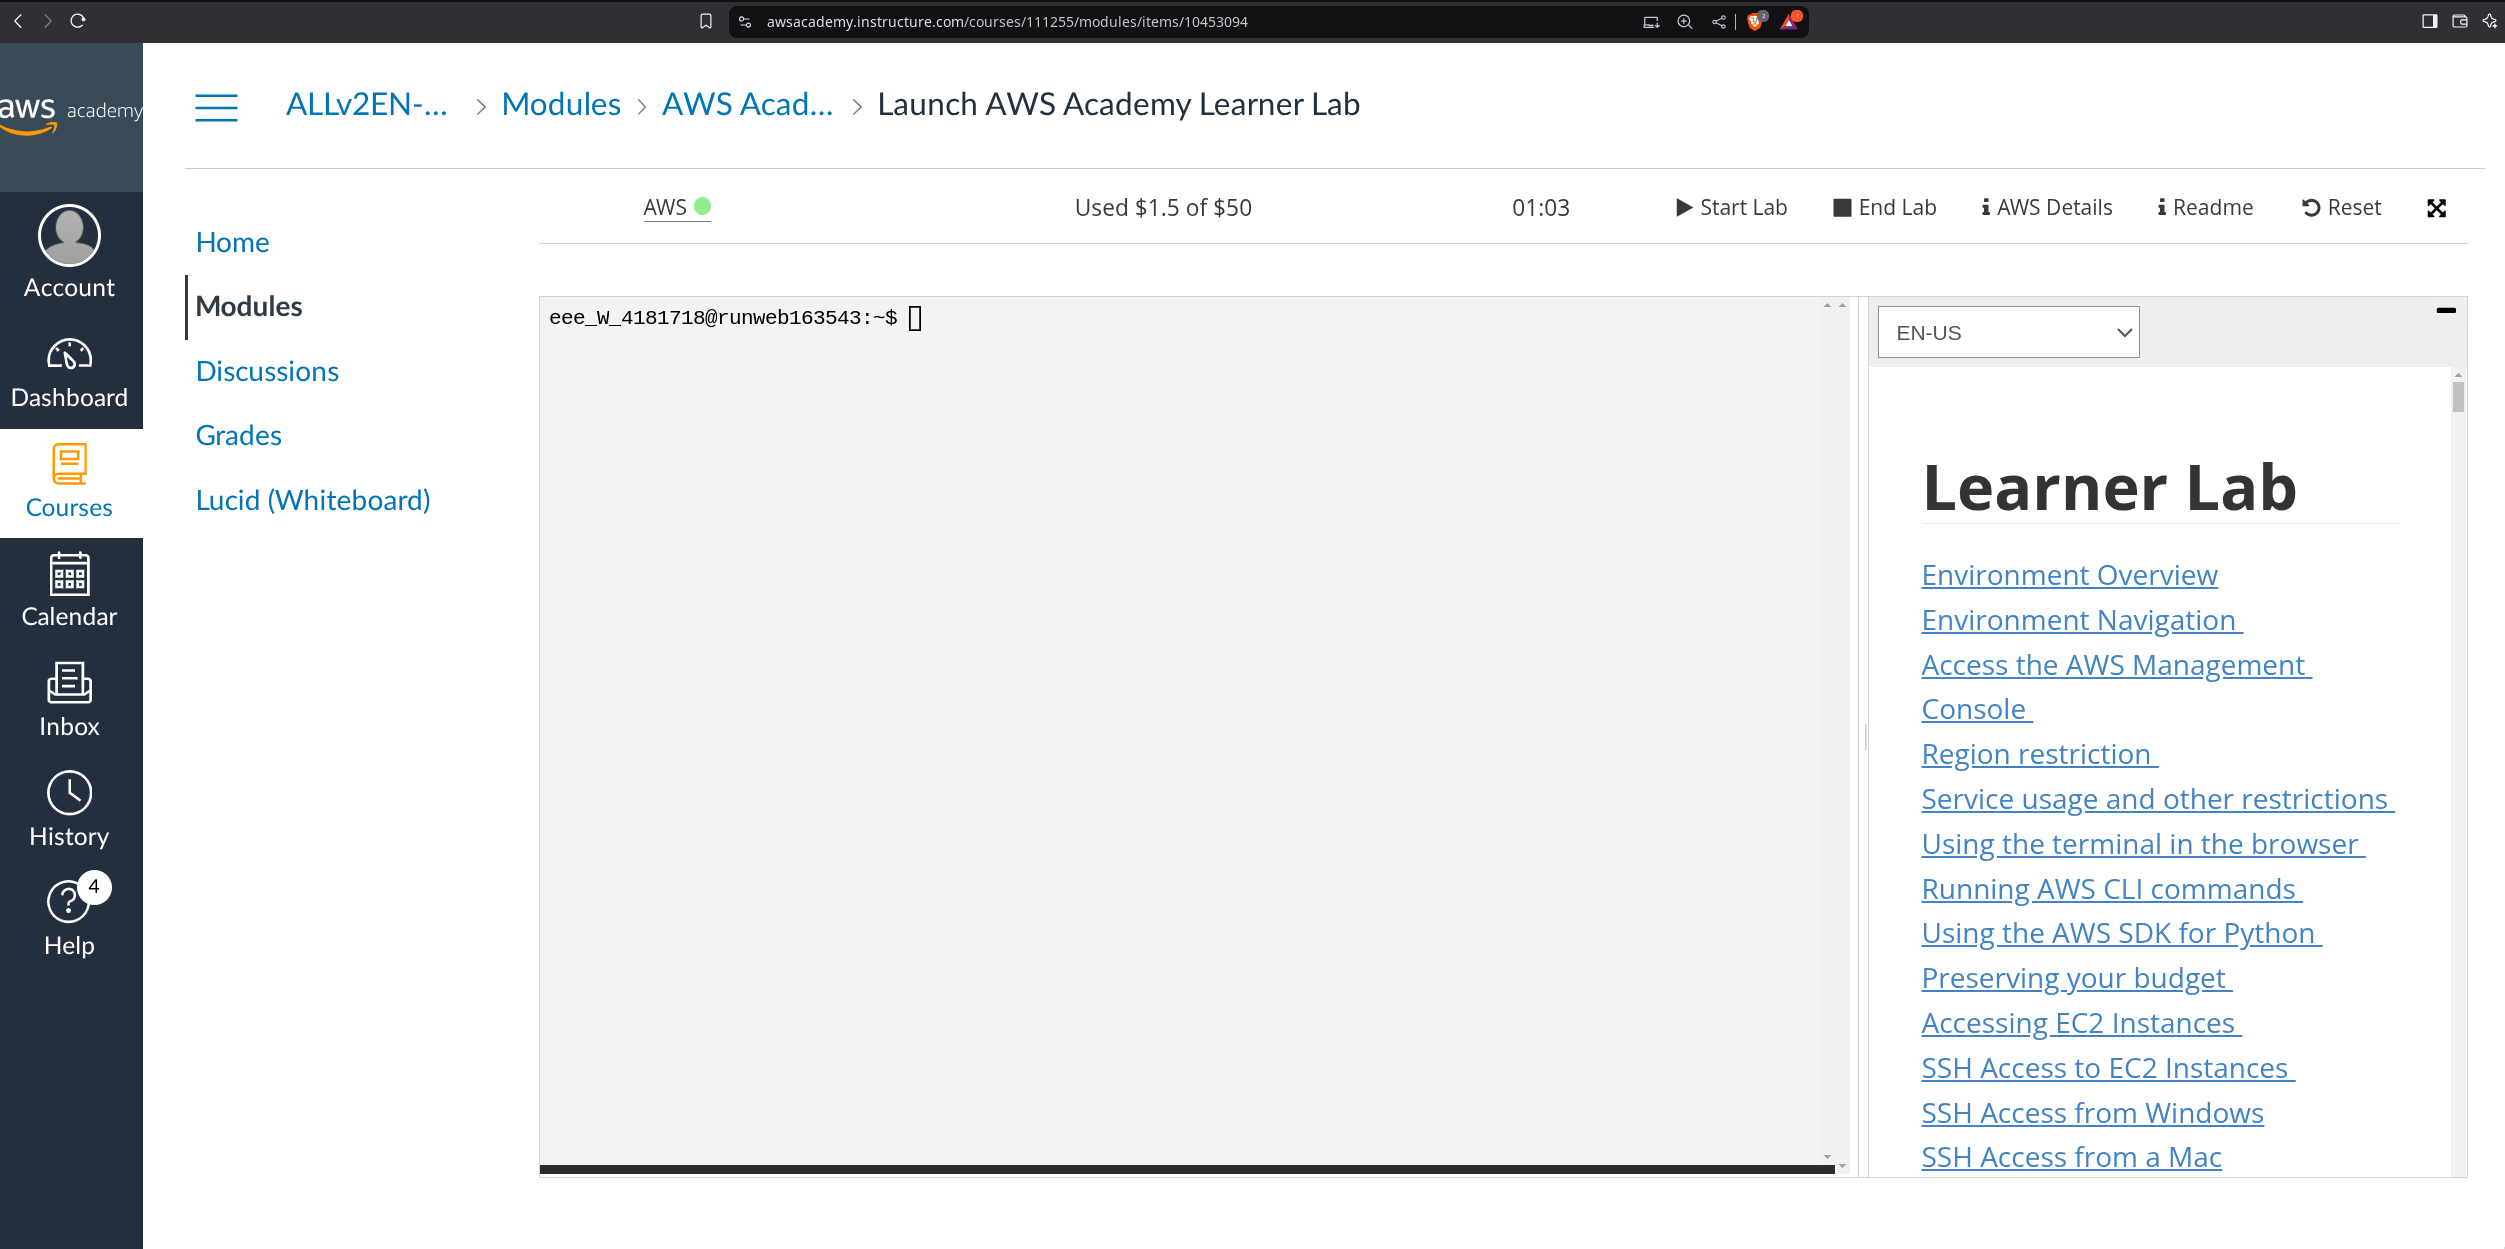 awsacademy.instructure.com/courses/111255/modules/items/10453094
2
1
aws academy
ALLv2EN-... > Modules > AWS Acad... > Launch AWS Academy Learner Lab
Account
Dashboard
Courses
Calendar
Inbox
History
4
Help
Home
Modules
Discussions
Grades
Lucid (Whiteboard)
AWS
Used $1.5 of $50
01:03
Start Lab
End Lab
AWS Details
Readme
Reset
eee_W_4181718@runweb163543:~$
EN-US
Learner Lab
Environment Overview
Environment Navigation
Access the AWS Management
Console
Region restriction
Service usage and other restrictions
Using the terminal in the browser
Running AWS CLI commands
Using the AWS SDK for Python
Preserving your budget
Accessing EC2 Instances
SSH Access to EC2 Instances
SSH Access from Windows
SSH Access from a Mac